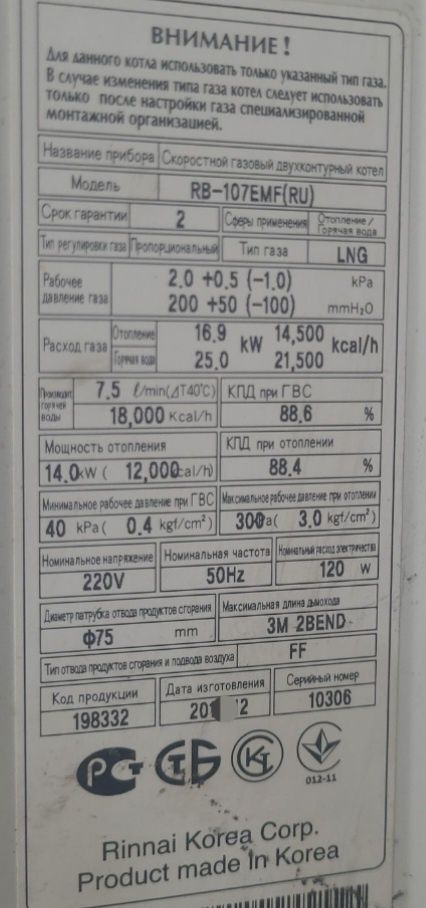 ВНИМАНИЕ !
Для данного котла использовать только указанный тип газа.
В случае изменения типа газа котел следует использовать
только после настройки газа специализированной
монтажной организацией.
Название прибора Скоростной газовый двухконтурный котел
Модель RB-107EMF(RU)
Срок гарантии 2 Сферы применения Отопление / Горячая вода
Тип регулировки газа Пропорциональный Тип газа LNG
Рабочее давление газа
2.0 +0.5 (-1.0) kPa
200 +50 (-100) mmH₂O
Расход газа
Отопление 16.9 kW 14,500 kcal/h
Горячая вода 25.0 21,500
Производит. горячей воды
7.5 ℓ/min(ΔT40°C) КПД при ГВС
18,000 Kcal/h 88.6 %
Мощность отопления КПД при отоплении
14.0kW ( 12,000cal/h) 88.4 %
Минимальное рабочее давление при ГВС Максимальное рабочее давление при отоплении
40 kPa ( 0.4 kgf/cm²) 300a( 3.0 kgf/cm²)
Номинальное напряжение Номинальная частота Номинальный расход электричества
220V 50Hz 120 W
Диаметр патрубка отвода продуктов сгорания Максимальная длина дымохода
Φ75 mm 3M 2BEND
Тип отвода продуктов сгорания и подвода воздуха FF
Код продукции Дата изготовления Серийный номер
198332 201 2 10306
012-11
Rinnai Korea Corp.
Product made in Korea